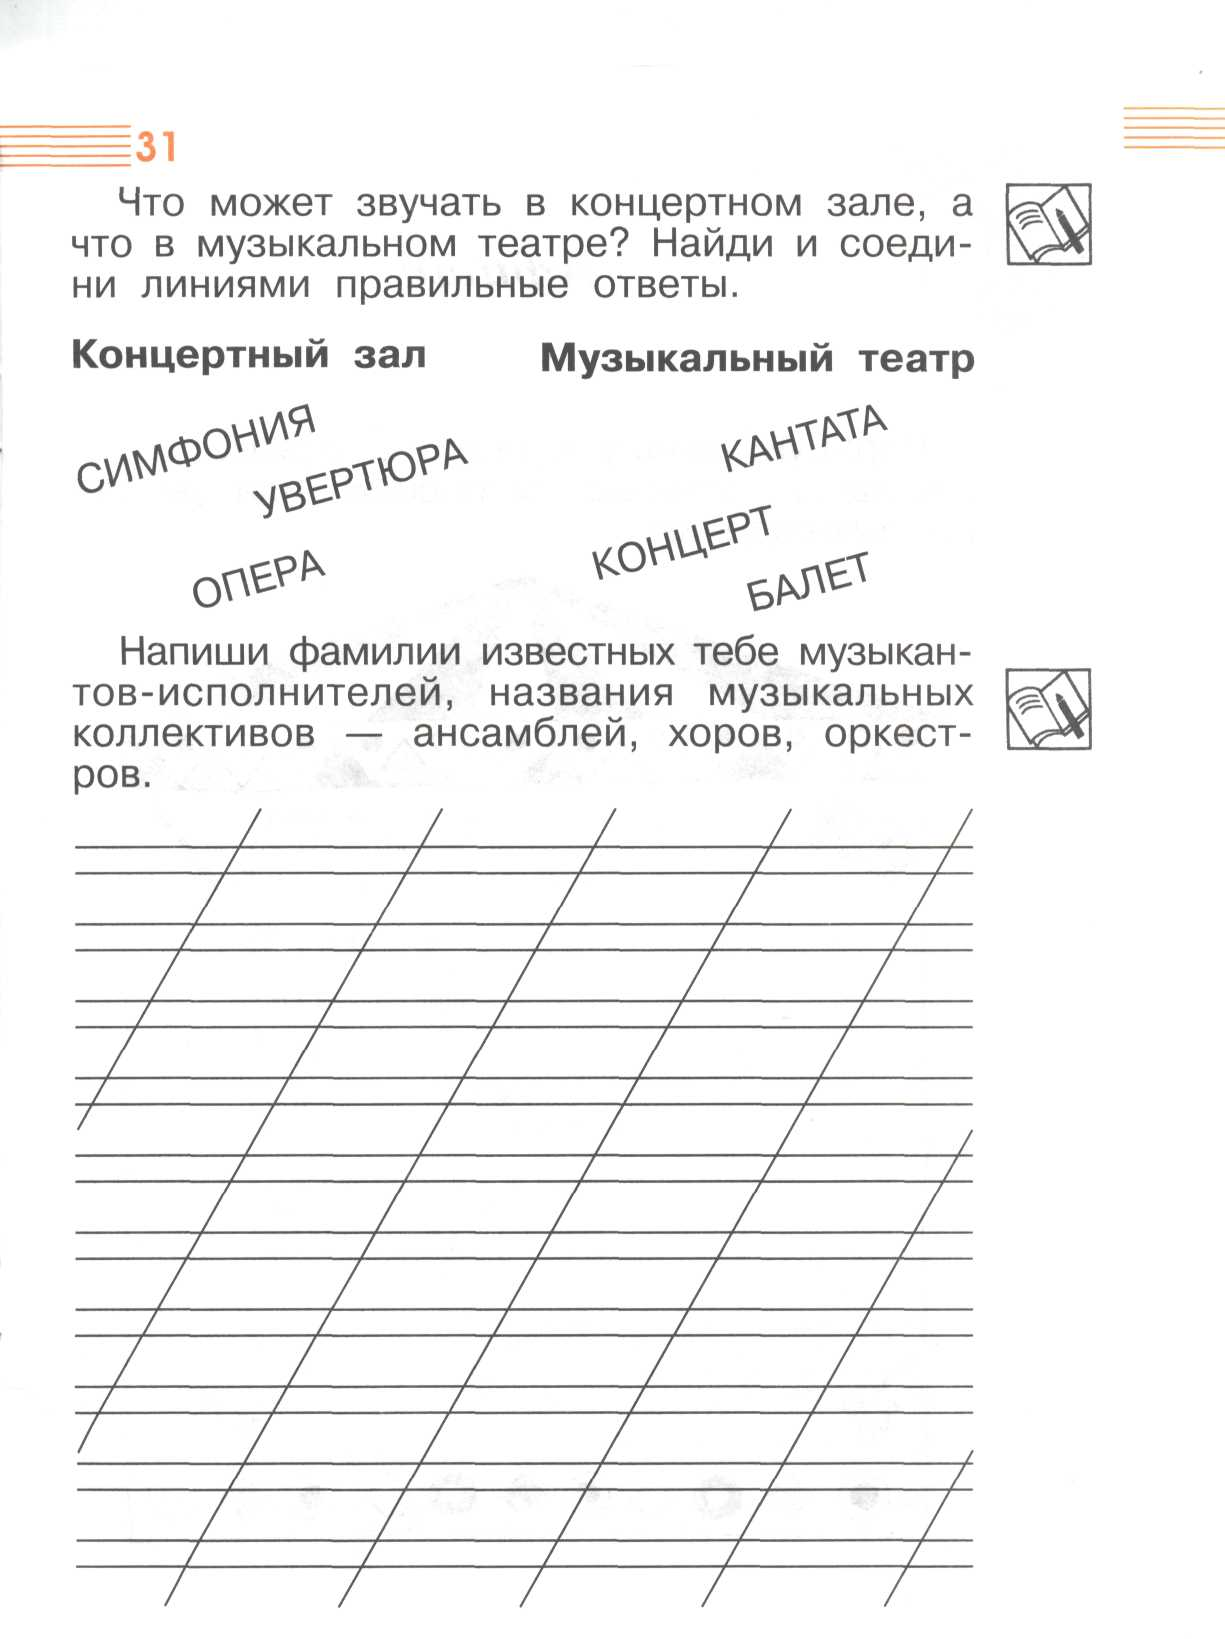 31
Что может звучать в концертном зале, а
что в музыкальном театре? Найди и соеди-
ни линиями правильные ответы.
Концертный зал Музыкальный театр
СИМФОНИЯ
УВЕРТЮРА
КАНТАТА
ОПЕРА
КОНЦЕРТ
БАЛЕТ
Напиши фамилии известных тебе музыкан-
тов-исполнителей, названия музыкальных
коллективов — ансамблей, хоров, оркест-
ров.